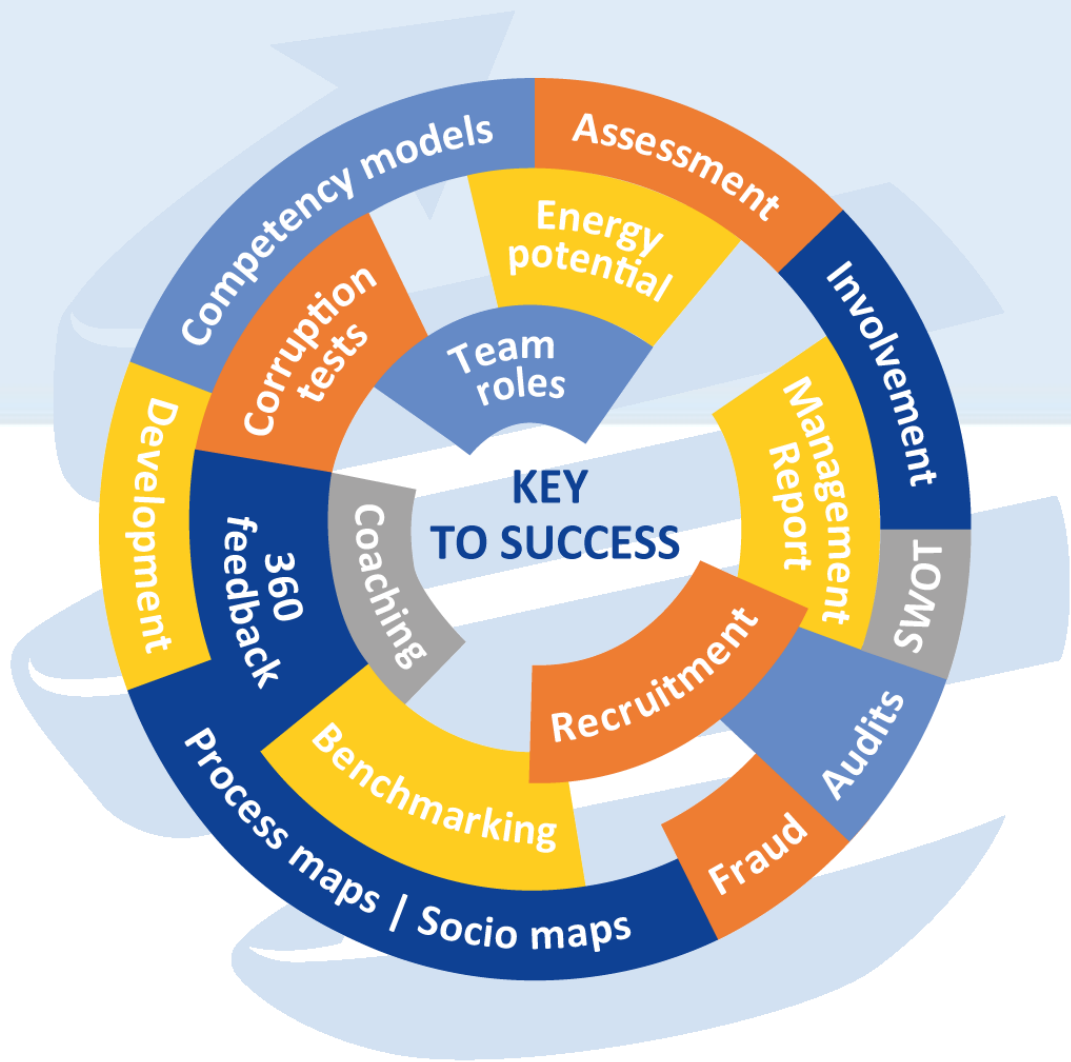 Competency models
Assessment
Involvement
SWOT
Audits
Fraud
Process maps | Socio maps
Development
Corruption
tests
Energy
potential
Management
Report
Recruitment
Benchmarking
360
feedback
Team
roles
Coaching
KEY
TO SUCCESS